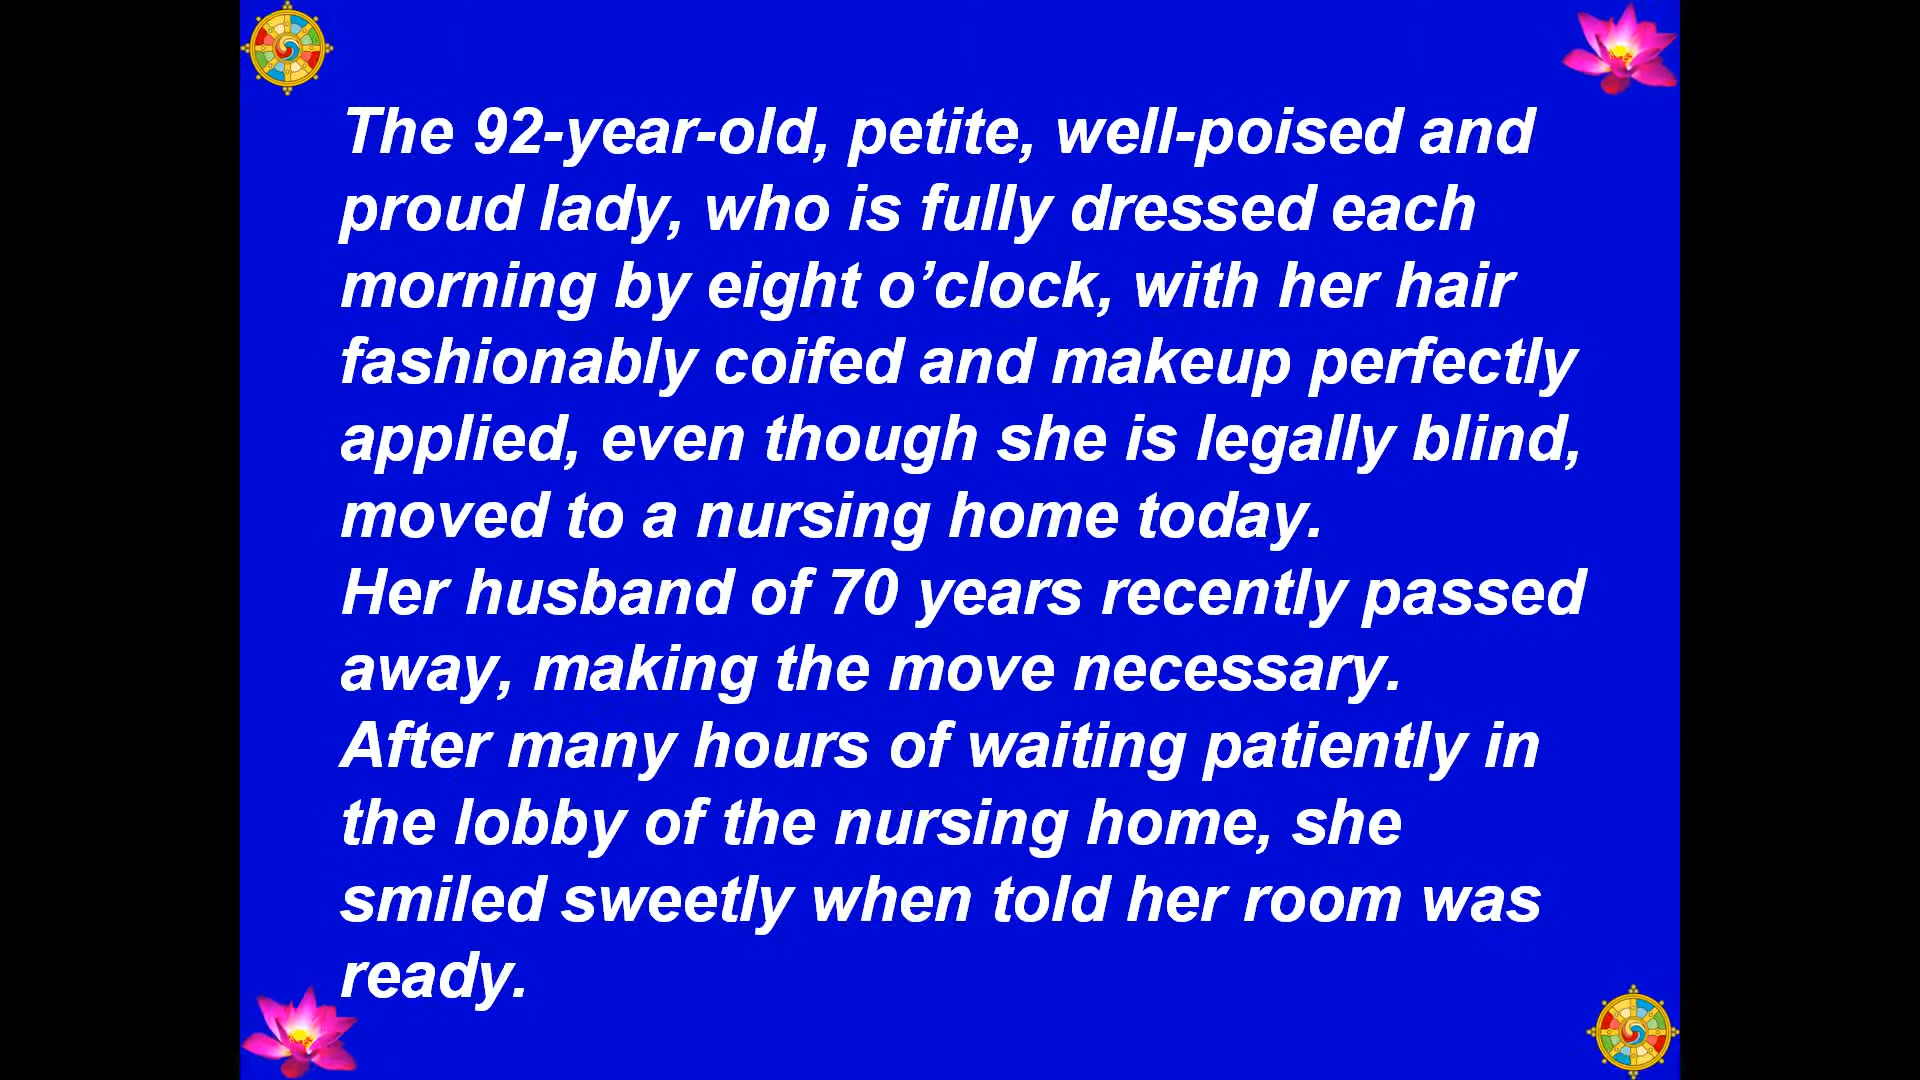 The 92-year-old, petite, well-poised and
proud lady, who is fully dressed each
morning by eight o’clock, with her hair
fashionably coifed and makeup perfectly
applied, even though she is legally blind,
moved to a nursing home today.
Her husband of 70 years recently passed
away, making the move necessary.
After many hours of waiting patiently in
the lobby of the nursing home, she
smiled sweetly when told her room was
ready.